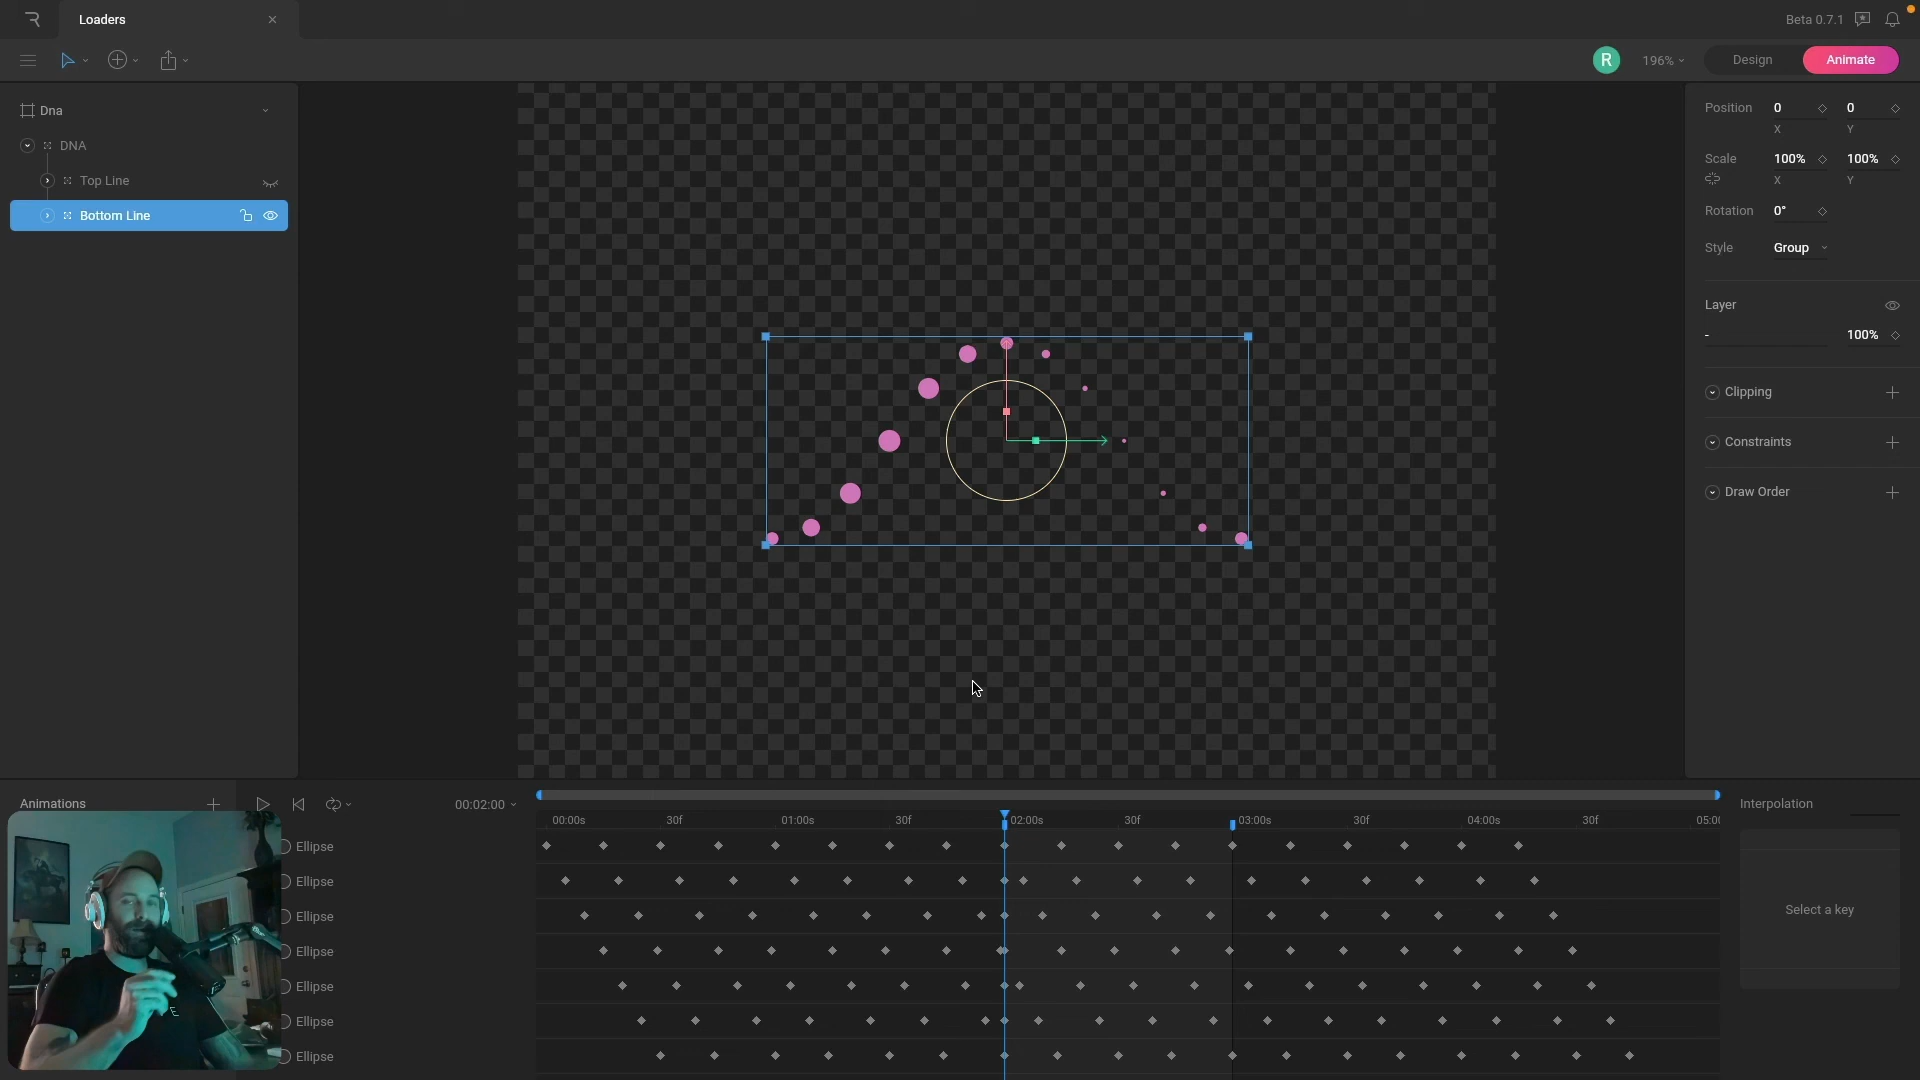 Loaders
Beta 0.7.1
R
196%
Design
Animate
Dna
DNA
Top Line
Bottom Line
Position 0 0
X Y
Scale 100% 100%
X Y
Rotation 0°
Style Group
Layer
- 100%
Clipping
Constraints
Draw Order
Animations
00:02:00
00:00s 30f 01:00s 30f 02:00s 30f 03:00s 30f 04:00s 30f
Ellipse
Ellipse
Ellipse
Ellipse
Ellipse
Ellipse
Ellipse
Interpolation
Select a key